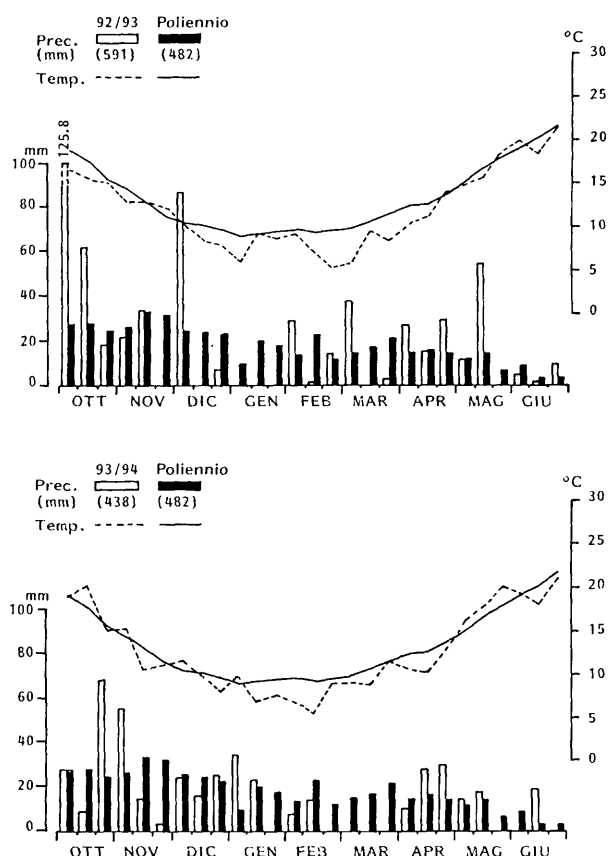 92/93 Poliennio
Prec.
(mm) (591) (482)
Temp.
°C
30
25
20
15
10
5
0
mm
125.8
100
80
60
40
20
0
OTT NOV DIC GEN FEB MAR APR MAG GIU
93/94 Poliennio
Prec.
(mm) (438) (482)
Temp.
°C
30
25
20
15
10
5
0
mm
100
80
60
40
20
0
OTT NOV DIC GEN FEB MAR APR MAG GIU